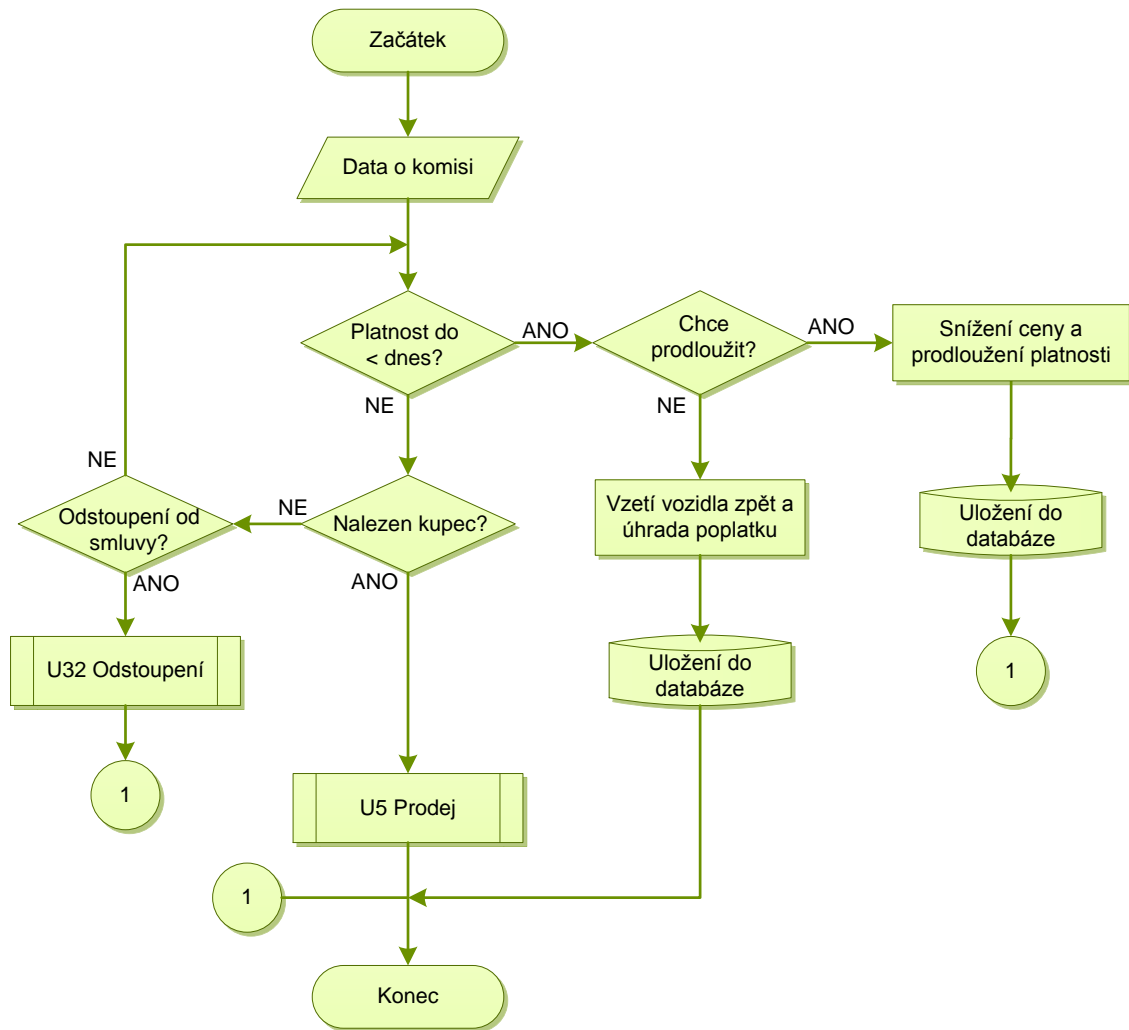 Začátek
Data o komisi
Platnost do
< dnes?
ANO
Chce
prodloužit?
ANO
Snížení ceny a
prodloužení platnosti
NE
NE
NE
Odstoupení od
smluvy?
NE
Nalezen kupec?
Vzetí vozidla zpět a
úhrada poplatku
Uložení do
databáze
ANO
ANO
U32 Odstoupení
Uložení do
databáze
1
1
U5 Prodej
1
Konec